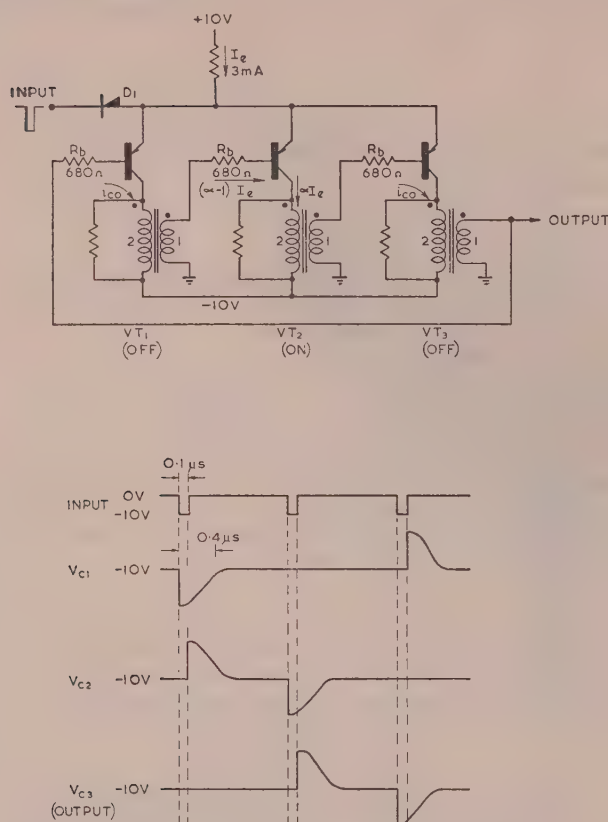 +10V
Ie
3mA
INPUT
D1
Rb
680Ω
ico
2
1
Rb
680Ω
(∝-1) Ie
∝Ie
2
1
Rb
680Ω
ico
2
1
OUTPUT
-10V
VT1
(OFF)
VT2
(ON)
VT3
(OFF)
0·1 μs
INPUT
0V
-10V
0·4μs
VC1
-10V
VC2
-10V
VC3
-10V
(OUTPUT)